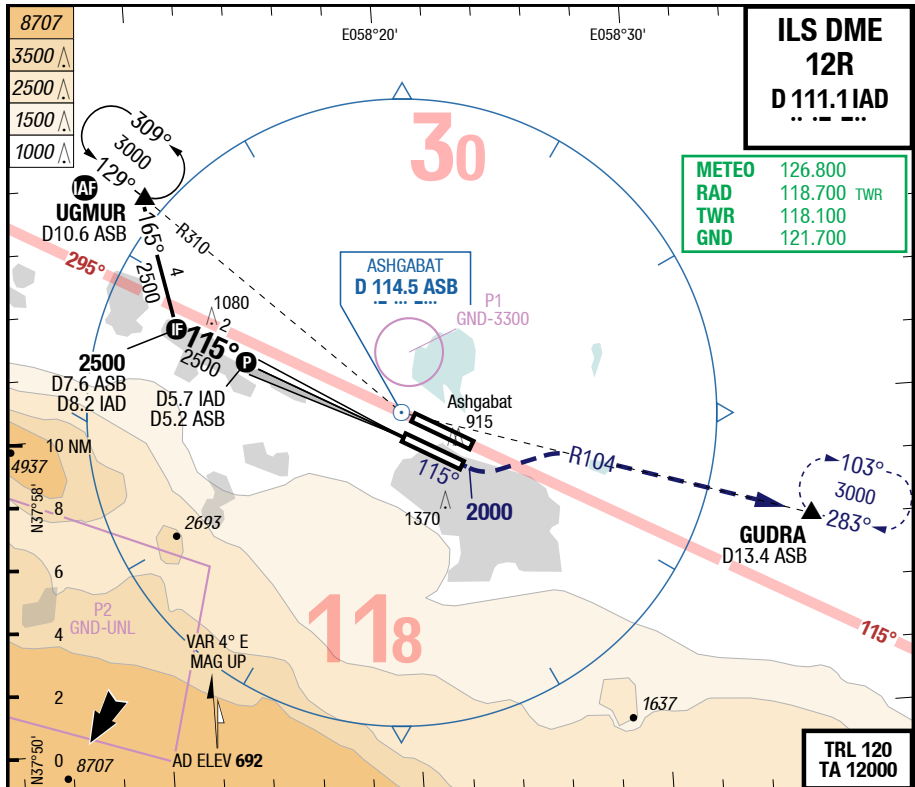 8707
3500
2500
1500
1000
E058°20'
E058°30'
ILS DME
12R
D 111.1 IAD
METEO 126.800
RAD 118.700 TWR
TWR 118.100
GND 121.700
30
309°
3000
129°
IAF
UGMUR
D10.6 ASB
R310
165°
4
2500
295°
ASHGABAT
D 114.5 ASB
P1
GND-3300
1080
2
IF
115°
2500
P
2500
D7.6 ASB
D8.2 IAD
D5.7 IAD
D5.2 ASB
Ashgabat
915
10 NM
4937
N37°58'
8
115°
2000
R104
103°
3000
283°
1370
GUDRA
D13.4 ASB
2693
6
P2
GND-UNL
4
118
115°
VAR 4° E
MAG UP
2
1637
N37°50'
0
8707
AD ELEV 692
TRL 120
TA 12000